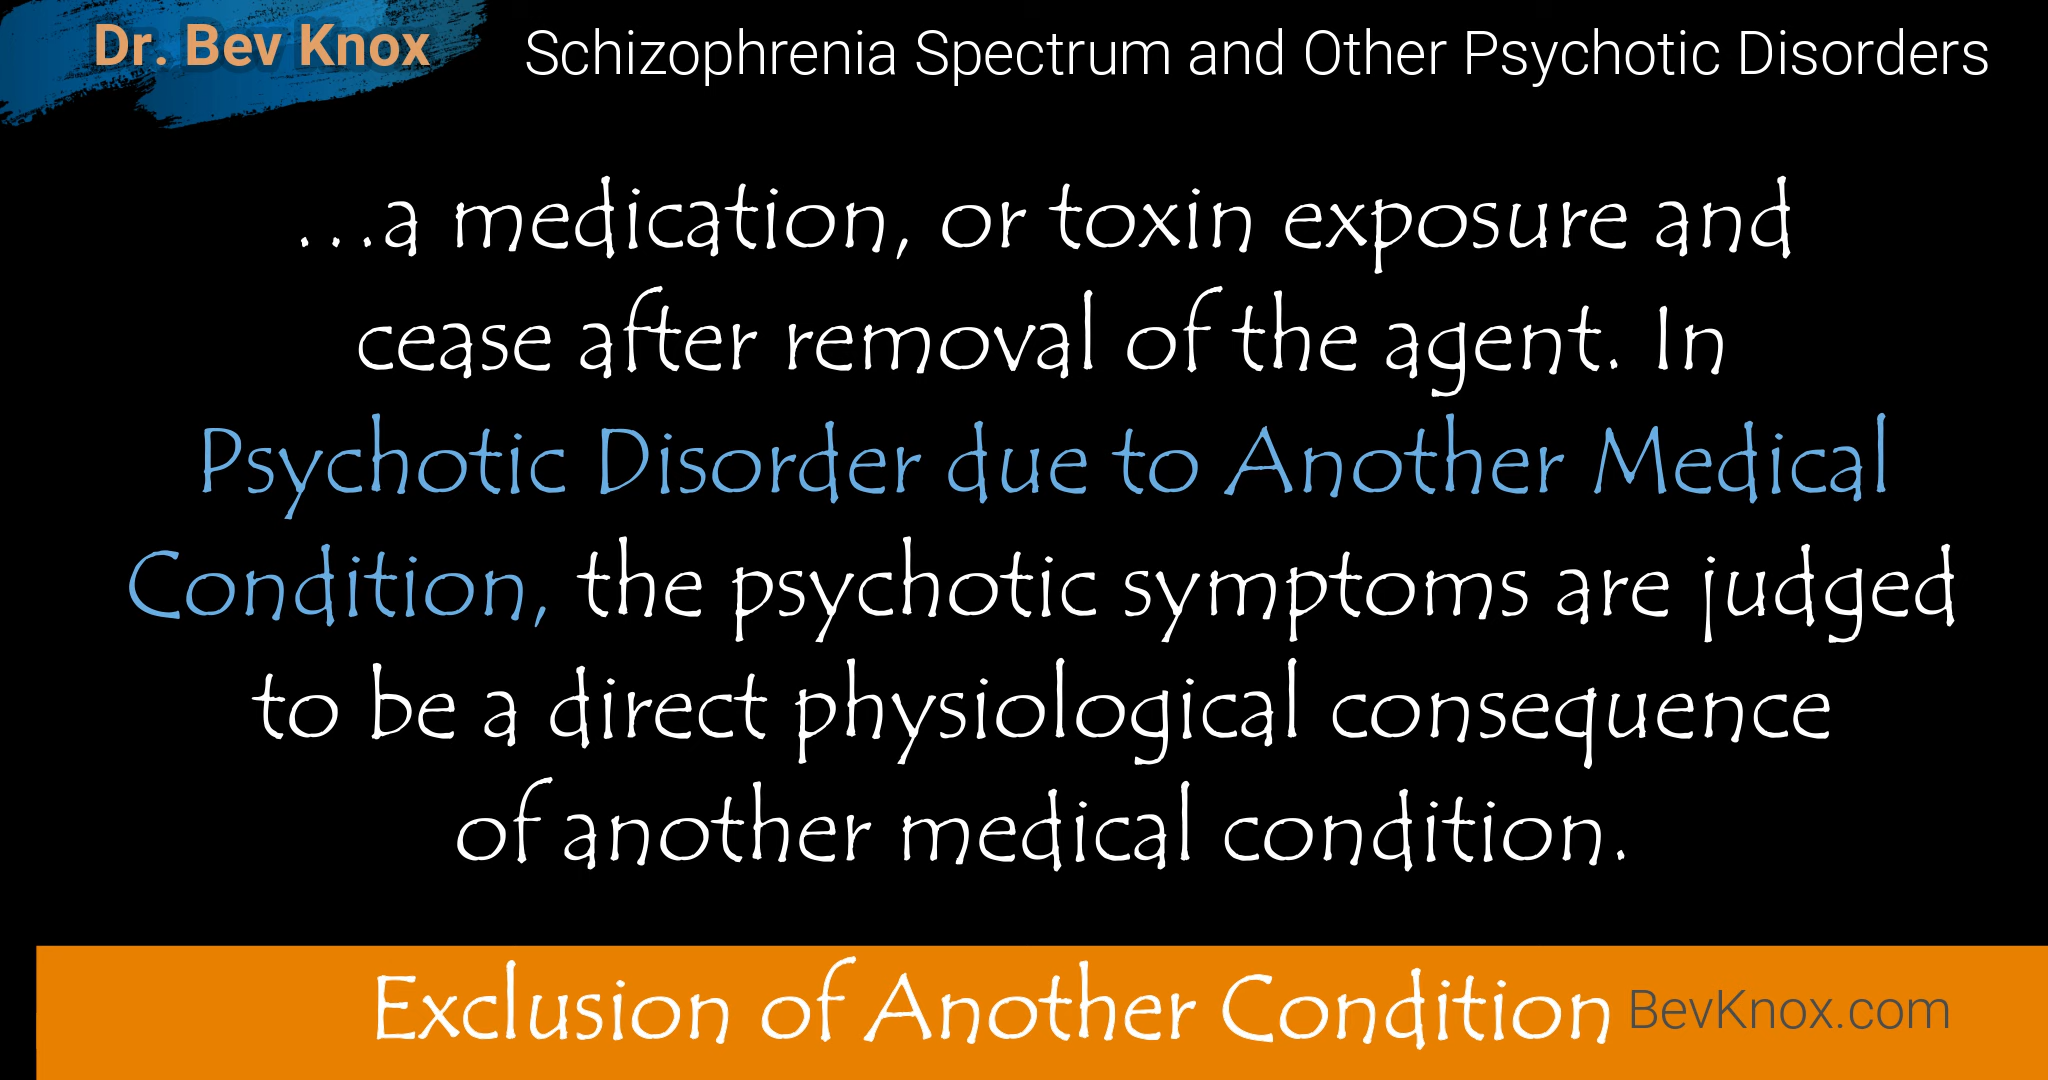 Dr. Bev Knox
Schizophrenia Spectrum and Other Psychotic Disorders
...a medication, or toxin exposure and
cease after removal of the agent. In
Psychotic Disorder due to Another Medical
Condition, the psychotic symptoms are judged
to be a direct physiological consequence
of another medical condition.
Exclusion of Another Condition
BevKnox.com